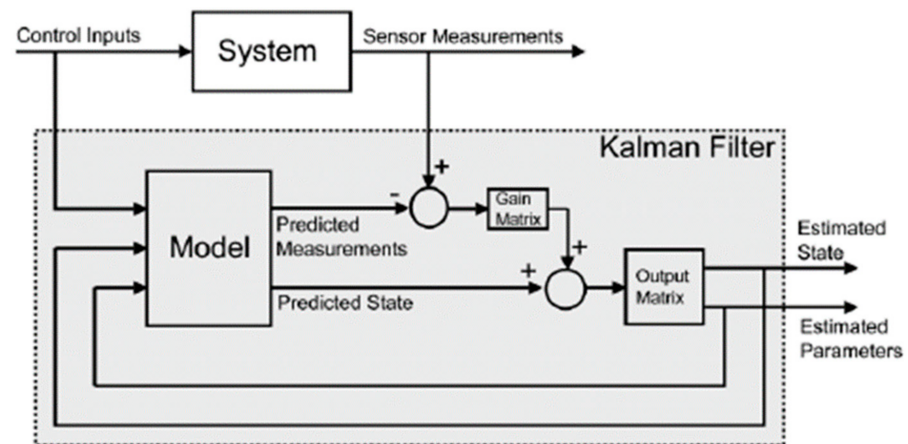 Control Inputs
System
Sensor Measurements
Kalman Filter
+
-
Gain
Matrix
Predicted
Measurements
Model
+
+
Estimated
State
Output
Matrix
Predicted State
Estimated
Parameters